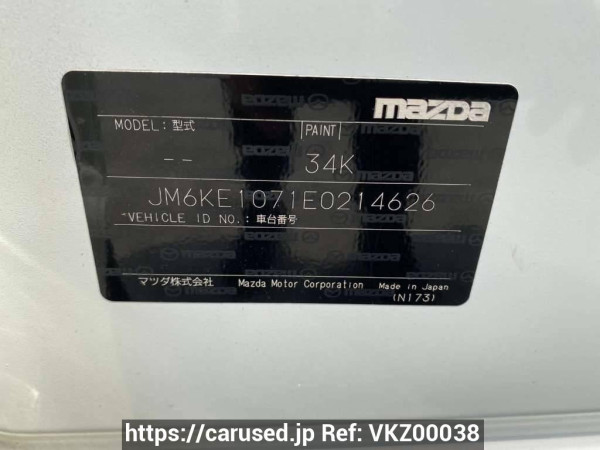 mazda
MODEL: 型式 PAINT
-- 34K
JM6KE1071E0214626
VEHICLE ID NO.: 車台番号
マツダ株式会社 Mazda Motor Corporation Made in Japan
(N173)
https://carused.jp Ref: VKZ00038